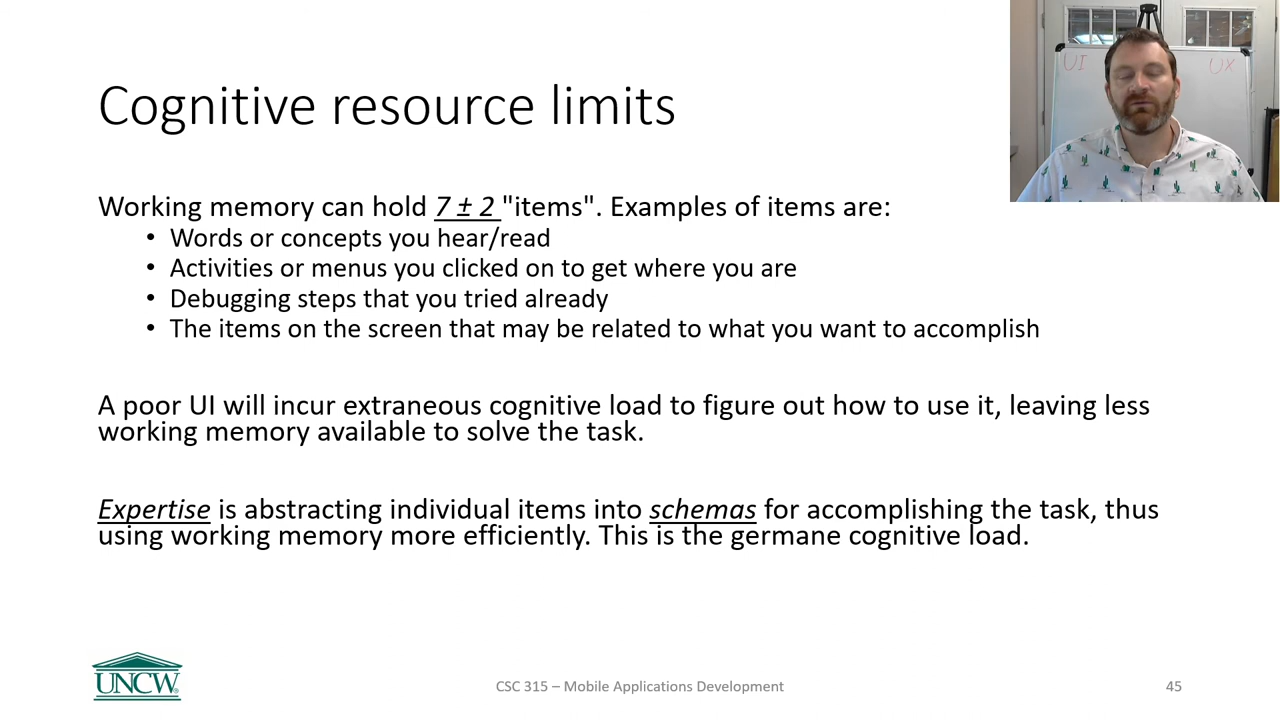 UI UX
Cognitive resource limits
Working memory can hold 7 ± 2 "items". Examples of items are:
• Words or concepts you hear/read
• Activities or menus you clicked on to get where you are
• Debugging steps that you tried already
• The items on the screen that may be related to what you want to accomplish
A poor UI will incur extraneous cognitive load to figure out how to use it, leaving less
working memory available to solve the task.
Expertise is abstracting individual items into schemas for accomplishing the task, thus
using working memory more efficiently. This is the germane cognitive load.
UNCW
CSC 315 – Mobile Applications Development
45